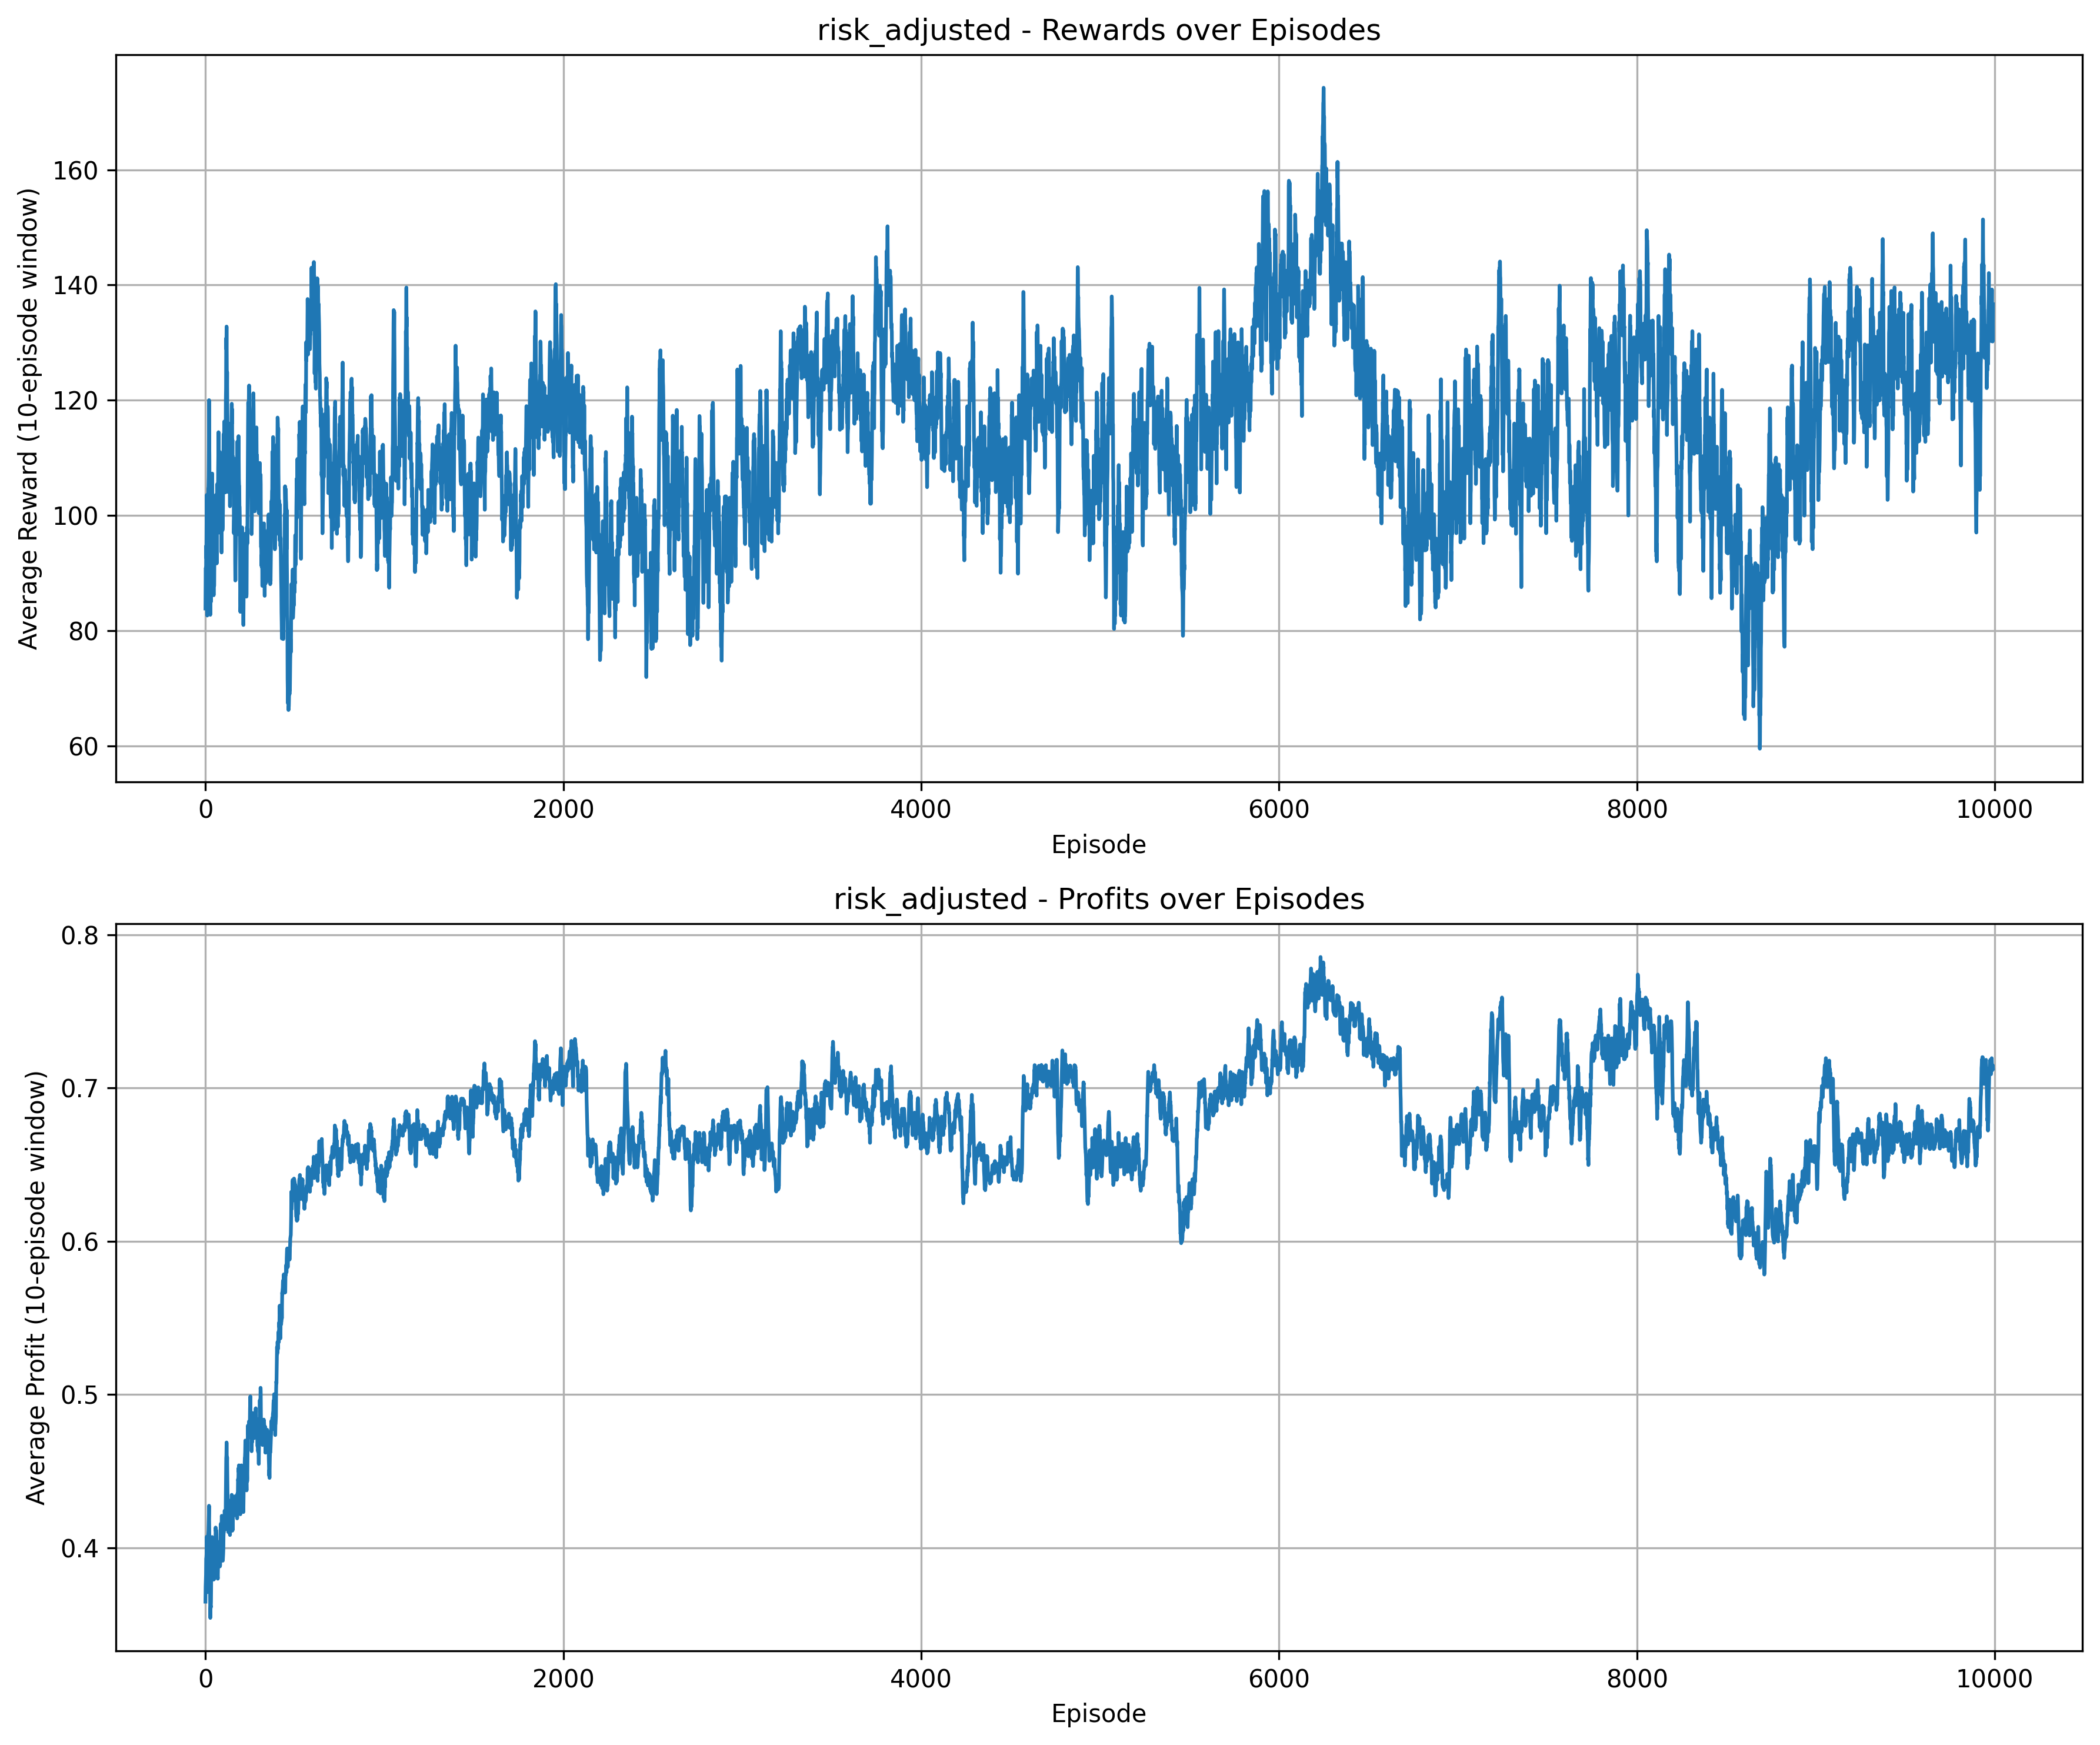 risk_adjusted - Rewards over Episodes
Average Reward (10-episode window)
160
140
120
100
80
60
0 2000 4000 6000 8000 10000
Episode
risk_adjusted - Profits over Episodes
Average Profit (10-episode window)
0.8
0.7
0.6
0.5
0.4
0 2000 4000 6000 8000 10000
Episode